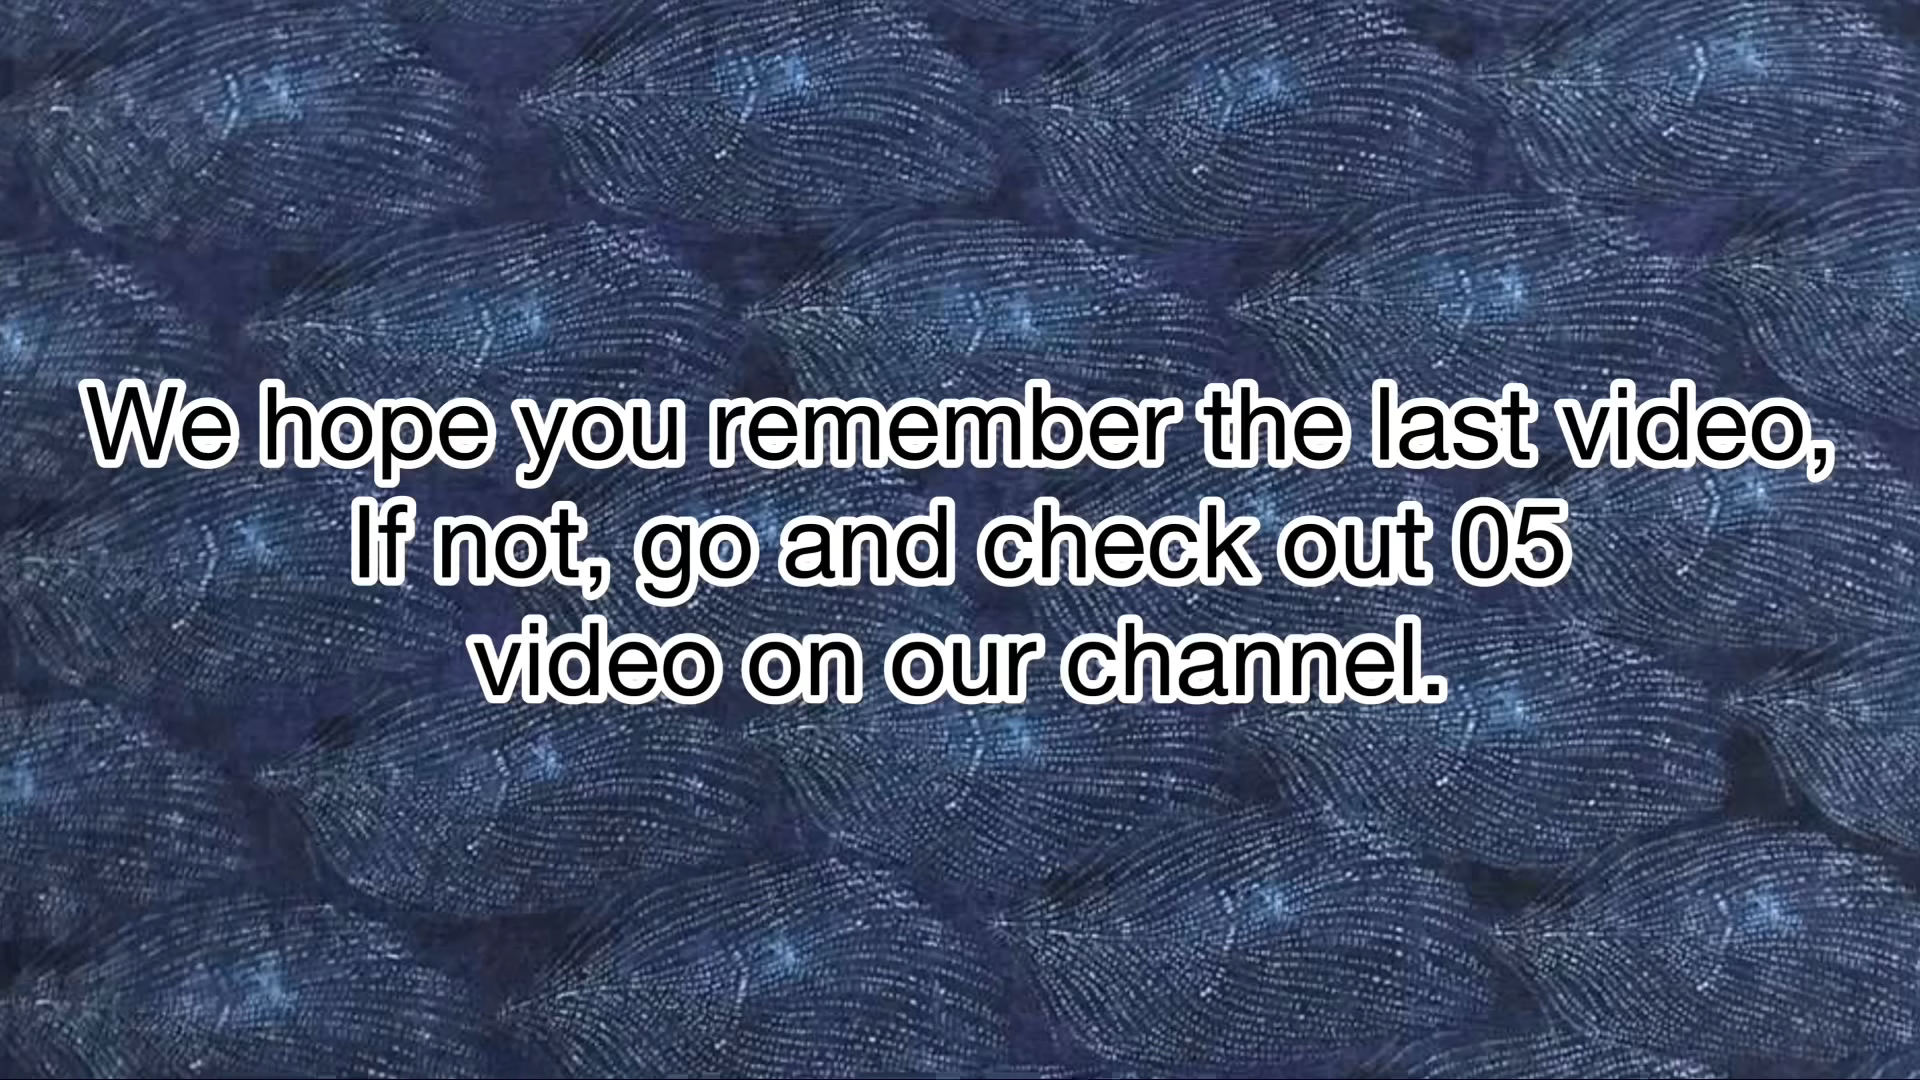 We hope you remember the last video,
If not, go and check out 05
video on our channel.